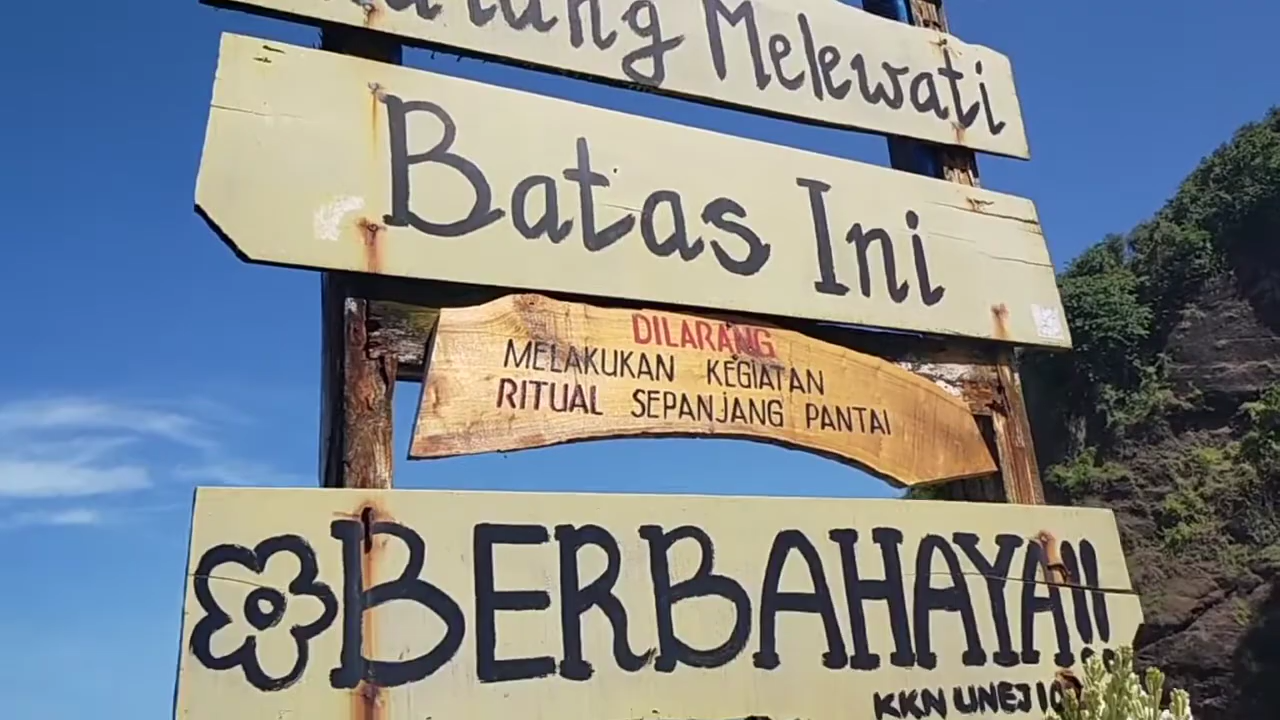 Melewati
Batas Ini
DILARANG
MELAKUKAN KEGIATAN
RITUAL SEPANJANG PANTAI
BERBAHAYA!!
KKN UNEJ